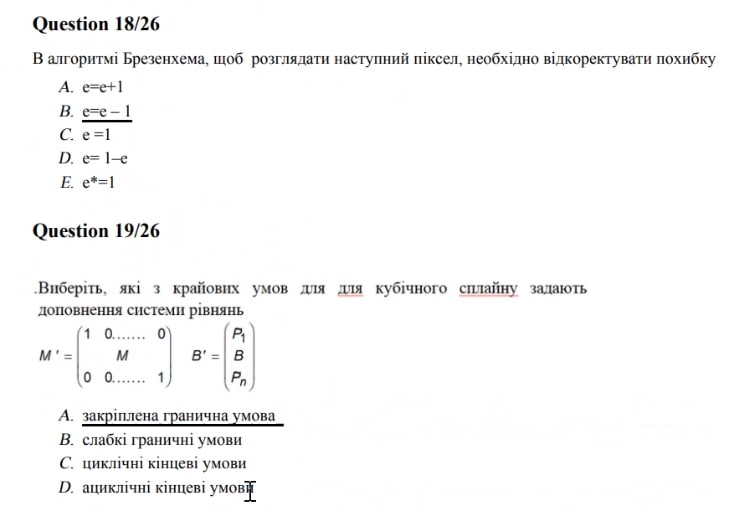 Question 18/26
В алгоритмі Брезенхема, щоб розглядати наступний піксел, необхідно відкоректувати похибку
A. e=e+1
B. e=e – 1
C. e =1
D. e= 1–e
E. e*=1
Question 19/26
.Виберіть, які з крайових умов для для кубічного сплайну задають
доповнення системи рівнянь
M ' = (1 0....... 0 M 0 0....... 1) B' = (P₁ B Pₙ)
A. закріплена гранична умова
B. слабкі граничні умови
C. циклічні кінцеві умови
D. ациклічні кінцеві умови